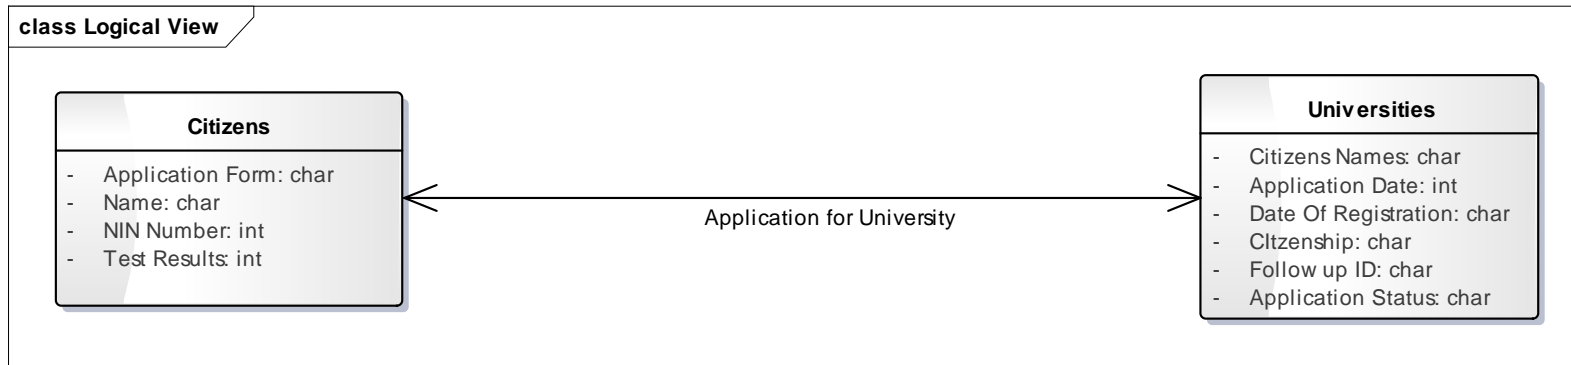 class Logical View
Citizens
- Application Form: char
- Name: char
- NIN Number: int
- Test Results: int
Application for University
Universities
- Citizens Names: char
- Application Date: int
- Date Of Registration: char
- CItzenship: char
- Follow up ID: char
- Application Status: char